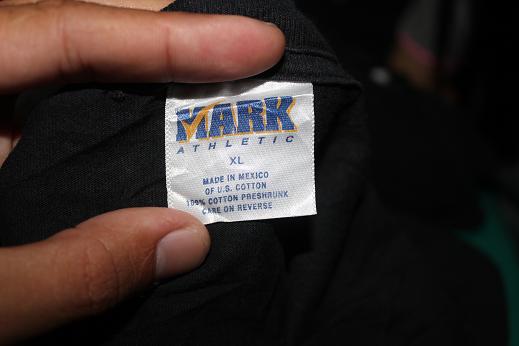 MARK
ATHLETIC
XL
MADE IN MEXICO
OF U.S. COTTON
100% COTTON PRESHRUNK
CARE ON REVERSE